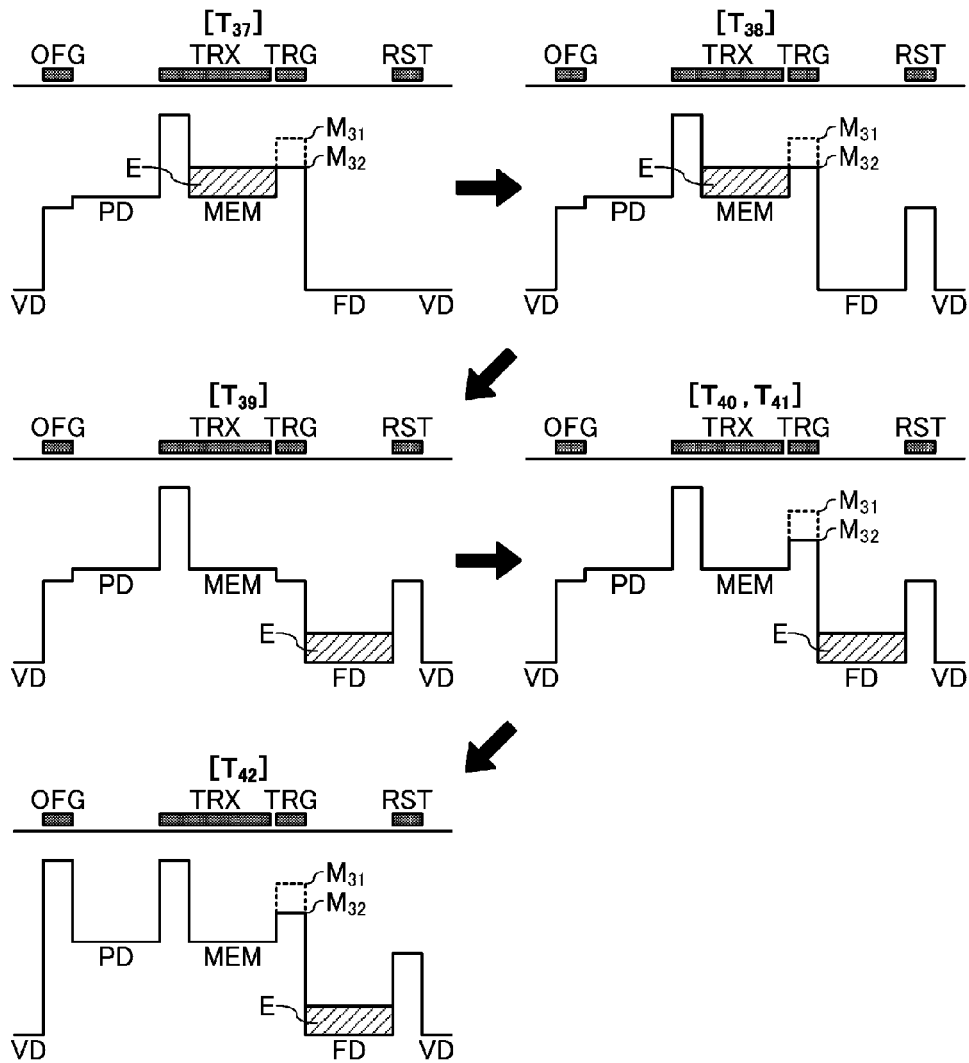 [T37]
OFG TRX TRG RST
M31
M32
E
PD MEM
VD FD VD
[T38]
OFG TRX TRG RST
M31
M32
E
PD MEM
VD FD VD
[T39]
OFG TRX TRG RST
PD MEM
E
VD FD VD
[T40 , T41]
OFG TRX TRG RST
M31
M32
PD MEM
E
VD FD VD
[T42]
OFG TRX TRG RST
M31
M32
PD MEM
E
VD FD VD